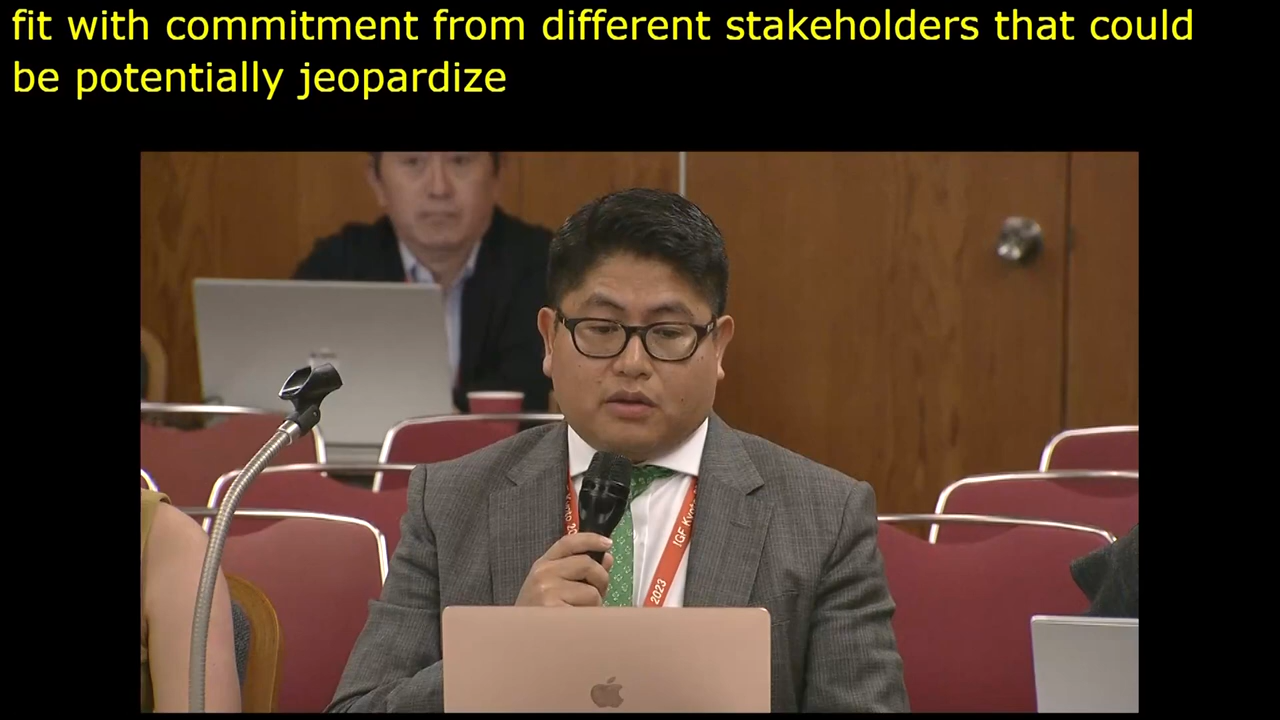 fit with commitment from different stakeholders that could
be potentially jeopardize
IGF Kyoto
2023